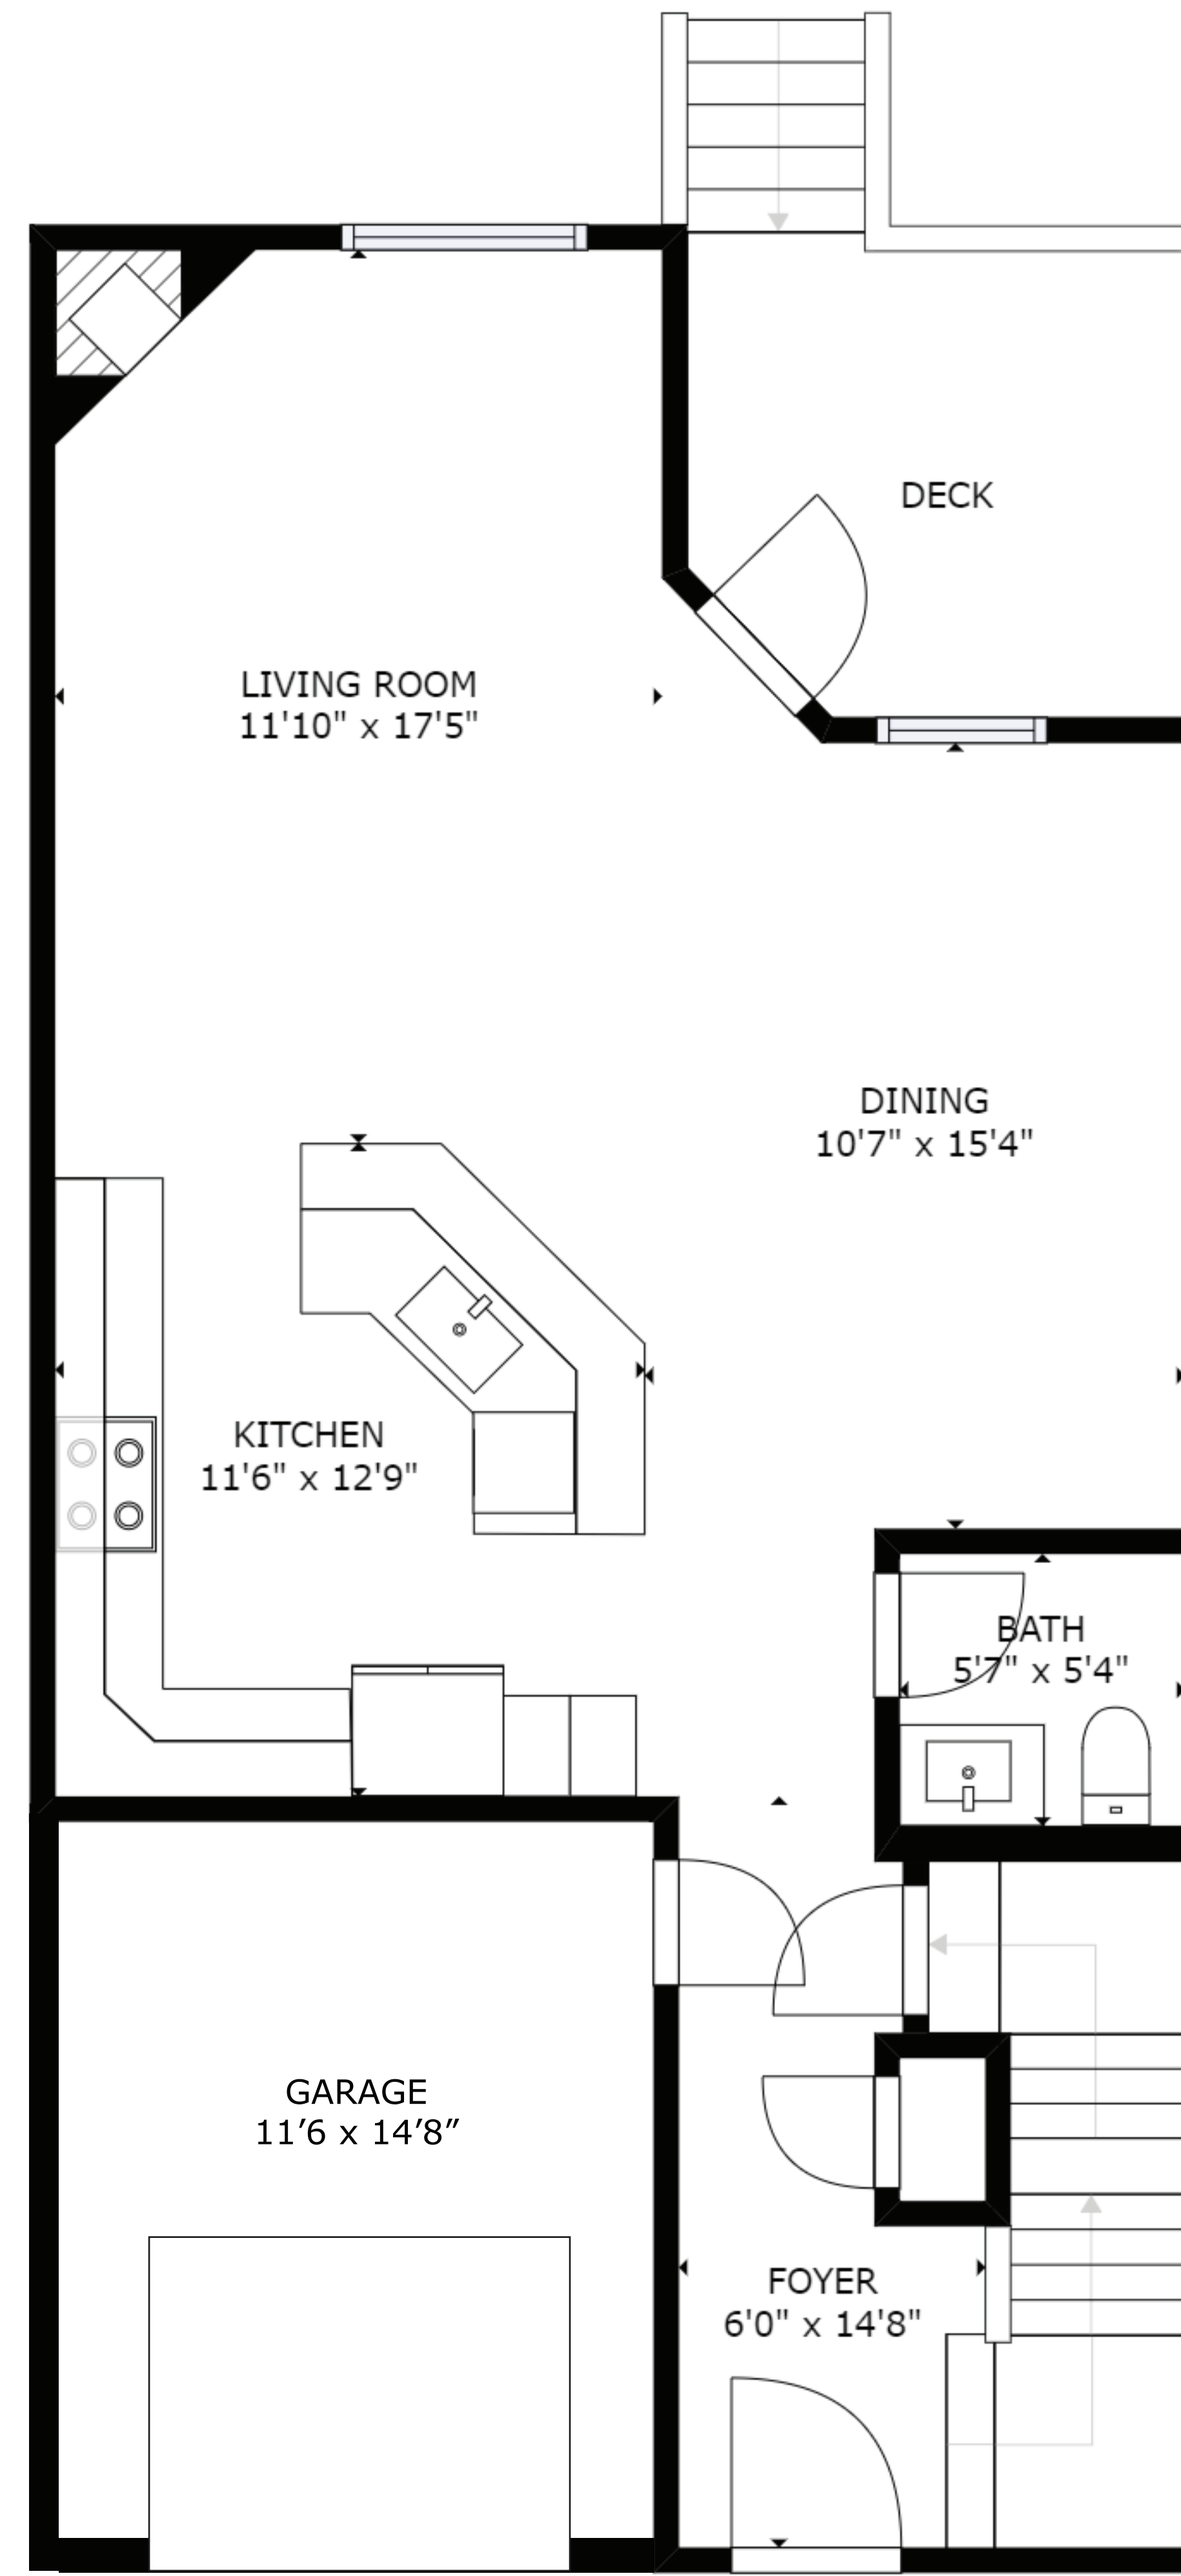 DECK
LIVING ROOM
11'10" x 17'5"
DINING
10'7" x 15'4"
KITCHEN
11'6" x 12'9"
BATH
5'7" x 5'4"
GARAGE
11’6 x 14’8”
FOYER
6'0" x 14'8"